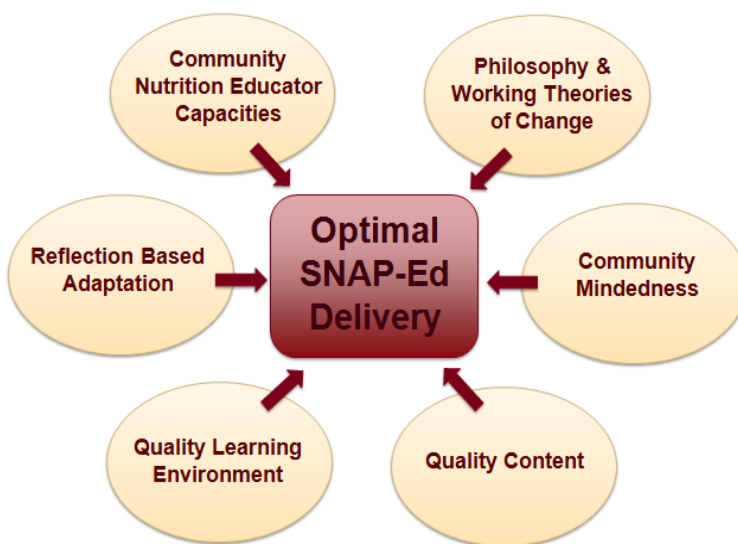 Community
Nutrition Educator
Capacities
Philosophy &
Working Theories
of Change
Reflection Based
Adaptation
Optimal
SNAP-Ed
Delivery
Community
Mindedness
Quality Learning
Environment
Quality Content